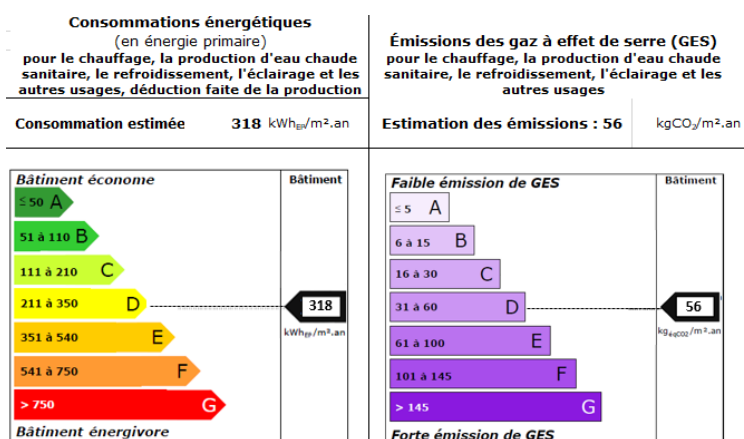 Consommations énergétiques
(en énergie primaire)
pour le chauffage, la production d'eau chaude
sanitaire, le refroidissement, l'éclairage et les
autres usages, déduction faite de la production
Consommation estimée 318 kWhEP/m².an
Bâtiment économe Bâtiment
≤ 50 A
51 à 110 B
111 à 210 C
211 à 350 D 318
kWhEP/m².an
351 à 540 E
541 à 750 F
> 750 G
Bâtiment énergivore
Émissions des gaz à effet de serre (GES)
pour le chauffage, la production d'eau chaude
sanitaire, le refroidissement, l'éclairage et les
autres usages
Estimation des émissions : 56 kgCO2/m².an
Faible émission de GES Bâtiment
≤ 5 A
6 à 15 B
16 à 30 C
31 à 60 D 56
kgéqCO2/m².an
61 à 100 E
101 à 145 F
> 145 G
Forte émission de GES